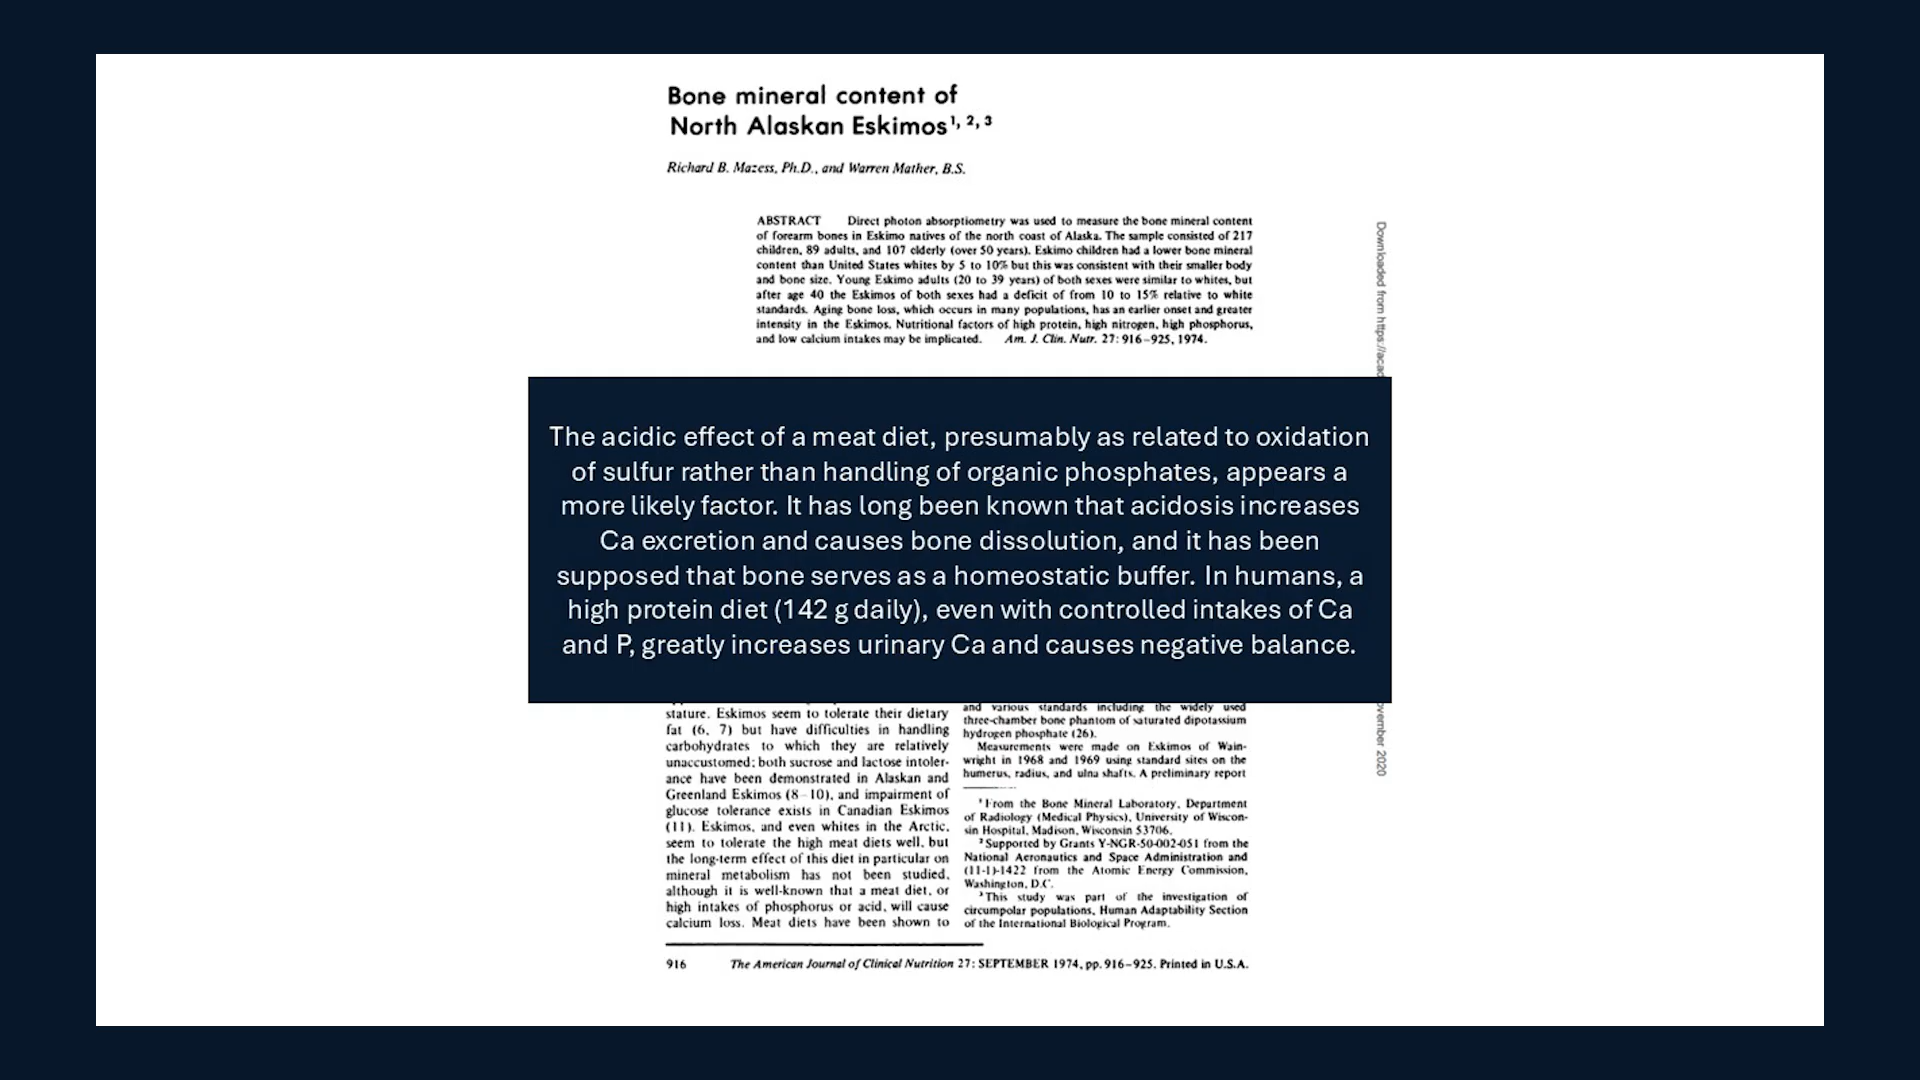 Bone mineral content of
North Alaskan Eskimos1, 2, 3
Richard B. Mazess, Ph.D., and Warren Mather, B.S.
ABSTRACT Direct photon absorptiometry was used to measure the bone mineral content
of forearm bones in Eskimo natives of the north coast of Alaska. The sample consisted of 217
children, 89 adults, and 107 elderly (over 50 years). Eskimo children had a lower bone mineral
content than United States whites by 5 to 10% but this was consistent with their smaller body
and bone size. Young Eskimo adults (20 to 39 years) of both sexes were similar to whites, but
after age 40 the Eskimos of both sexes had a deficit of from 10 to 15% relative to white
standards. Aging bone loss, which occurs in many populations, has an earlier onset and greater
intensity in the Eskimos. Nutritional factors of high protein, high nitrogen, high phosphorus,
and low calcium intakes may be implicated. Am. J. Clin. Nutr. 27: 916–925, 1974.
Downloaded from https://acad
The acidic effect of a meat diet, presumably as related to oxidation
of sulfur rather than handling of organic phosphates, appears a
more likely factor. It has long been known that acidosis increases
Ca excretion and causes bone dissolution, and it has been
supposed that bone serves as a homeostatic buffer. In humans, a
high protein diet (142 g daily), even with controlled intakes of Ca
and P, greatly increases urinary Ca and causes negative balance.
stature. Eskimos seem to tolerate their dietary
fat (6, 7) but have difficulties in handling
carbohydrates to which they are relatively
unaccustomed; both sucrose and lactose intoler-
ance have been demonstrated in Alaskan and
Greenland Eskimos (8–10), and impairment of
glucose tolerance exists in Canadian Eskimos
(11). Eskimos, and even whites in the Arctic,
seem to tolerate the high meat diets well, but
the long-term effect of this diet in particular on
mineral metabolism has not been studied,
although it is well-known that a meat diet, or
high intakes of phosphorus or acid, will cause
calcium loss. Meat diets have been shown to
and various standards including the widely used
three-chamber bone phantom of saturated dipotassium
hydrogen phosphate (26).
Measurements were made on Eskimos of Wain-
wright in 1968 and 1969 using standard sites on the
humerus, radius, and ulna shafts. A preliminary report
1 From the Bone Mineral Laboratory, Department
of Radiology (Medical Physics), University of Wiscon-
sin Hospital, Madison, Wisconsin 53706.
2 Supported by Grants Y-NGR-50-002-051 from the
National Aeronautics and Space Administration and
(11-1)-1422 from the Atomic Energy Commission,
Washington, D.C.
3 This study was part of the investigation of
circumpolar populations, Human Adaptability Section
of the International Biological Program.
ovember 2020
916 The American Journal of Clinical Nutrition 27: SEPTEMBER 1974, pp. 916–925. Printed in U.S.A.